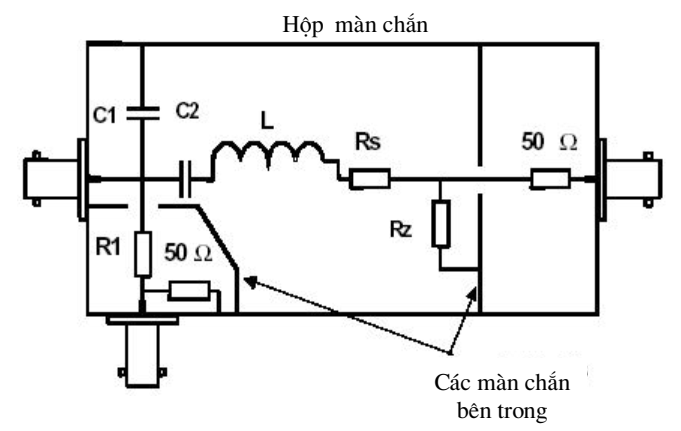 Hộp màn chắn
C1
C2
L
Rs
50 Ω
R1
50 Ω
Rz
Các màn chắn
bên trong